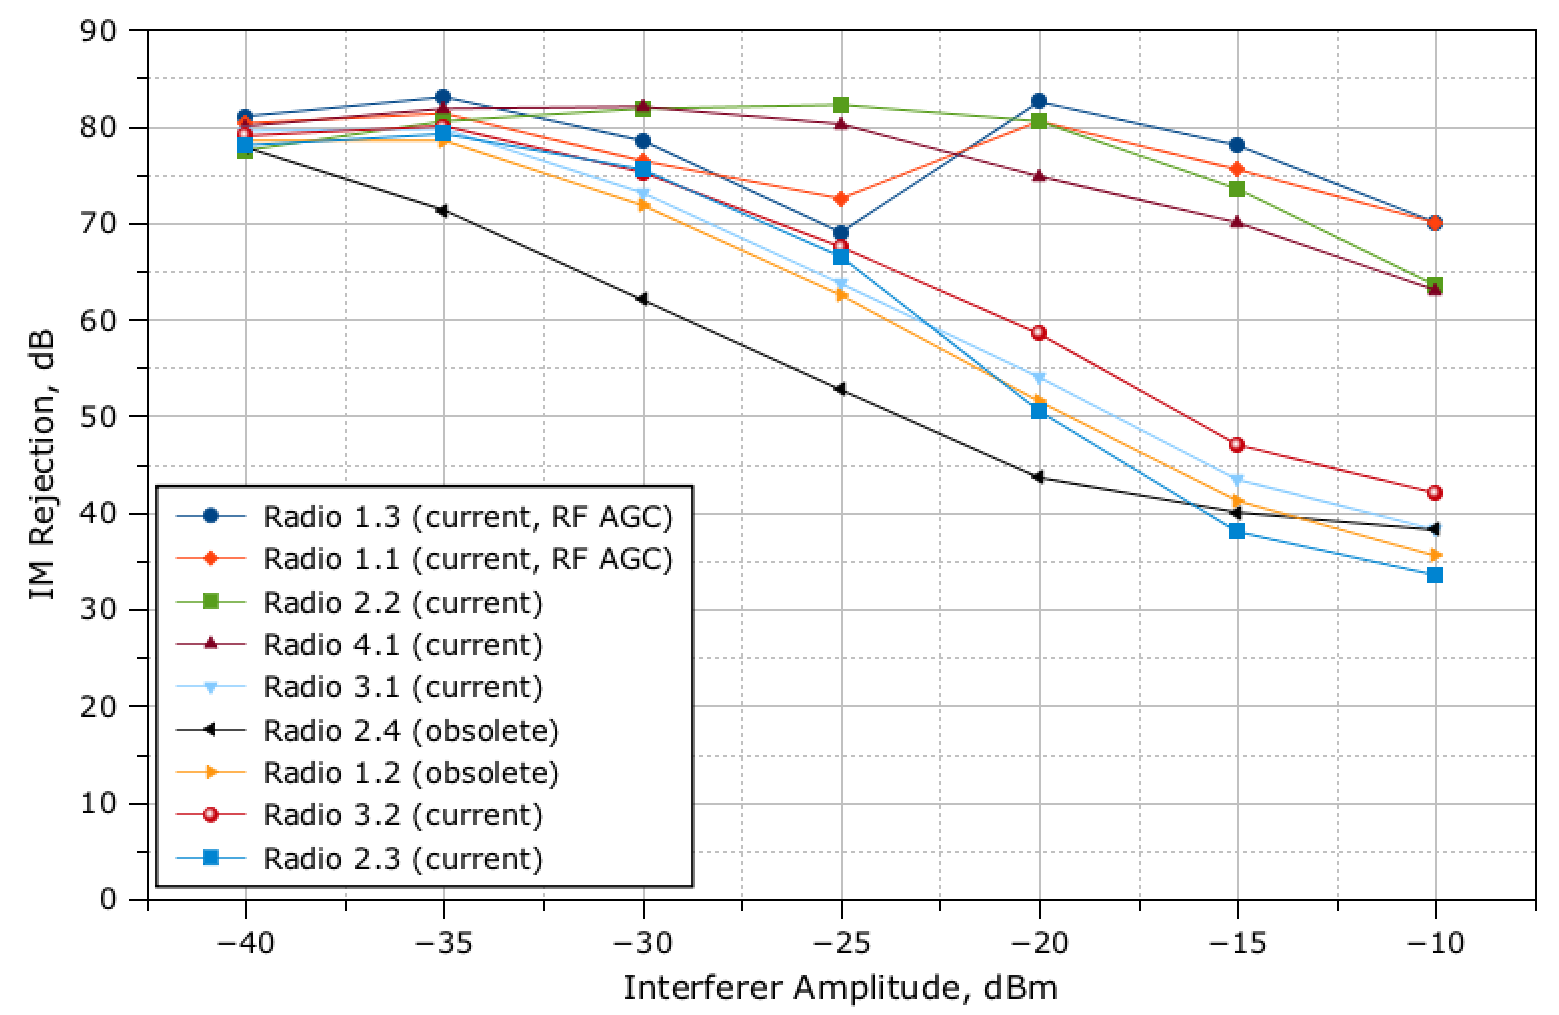 90
80
70
60
50
40
30
20
10
0
IM Rejection, dB
Radio 1.3 (current, RF AGC)
Radio 1.1 (current, RF AGC)
Radio 2.2 (current)
Radio 4.1 (current)
Radio 3.1 (current)
Radio 2.4 (obsolete)
Radio 1.2 (obsolete)
Radio 3.2 (current)
Radio 2.3 (current)
−40 −35 −30 −25 −20 −15 −10
Interferer Amplitude, dBm